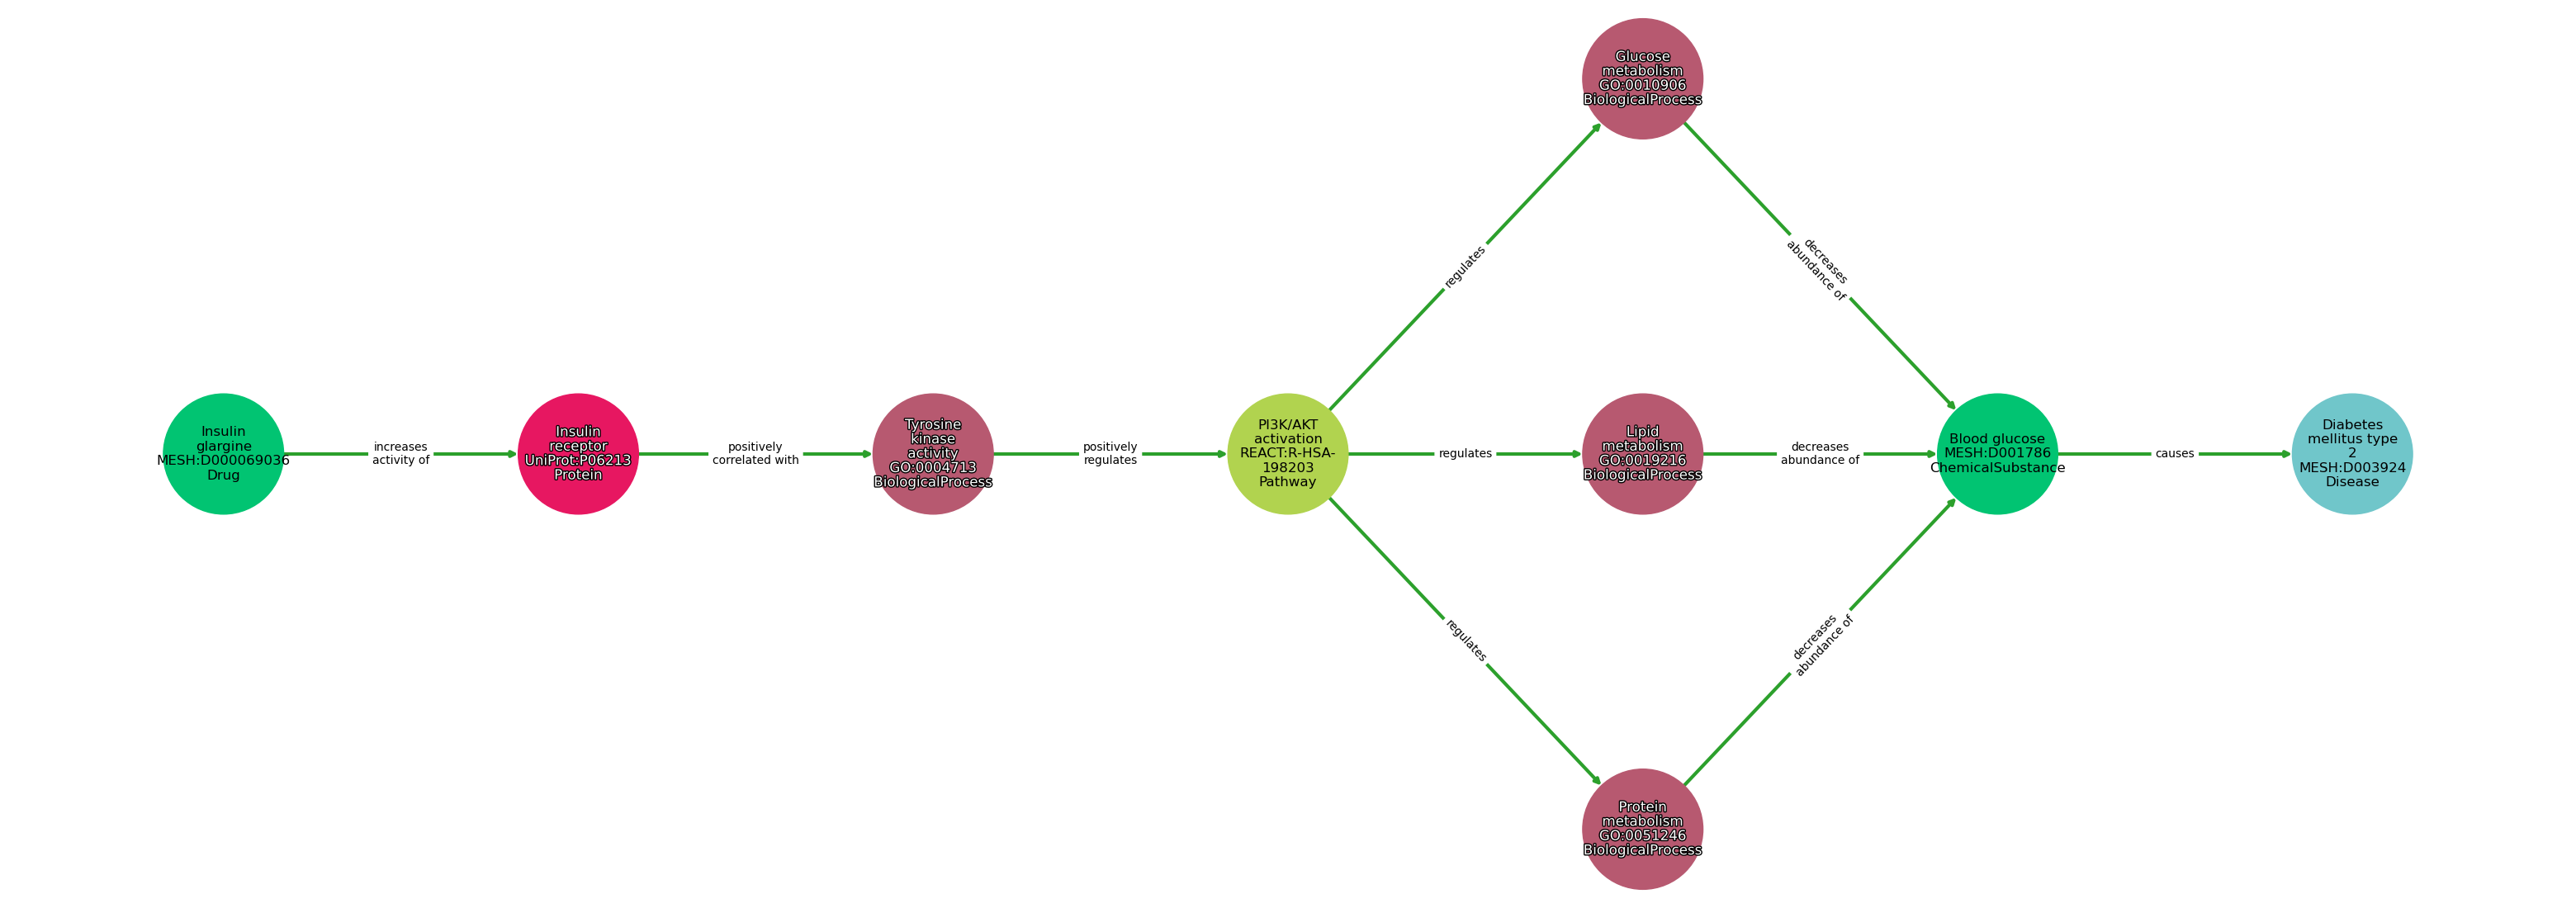 Glucose
metabolism
GO:0010906
BiologicalProcess
regulates
decreases
abundance of
Insulin
glargine
MESH:D000069036
Drug
increases
activity of
Insulin
receptor
UniProt:P06213
Protein
positively
correlated with
Tyrosine
kinase
activity
GO:0004713
BiologicalProcess
positively
regulates
PI3K/AKT
activation
REACT:R-HSA-
198203
Pathway
regulates
Lipid
metabolism
GO:0019216
BiologicalProcess
decreases
abundance of
Blood glucose
MESH:D001786
ChemicalSubstance
causes
Diabetes
mellitus type
2
MESH:D003924
Disease
regulates
decreases
abundance of
Protein
metabolism
GO:0051246
BiologicalProcess